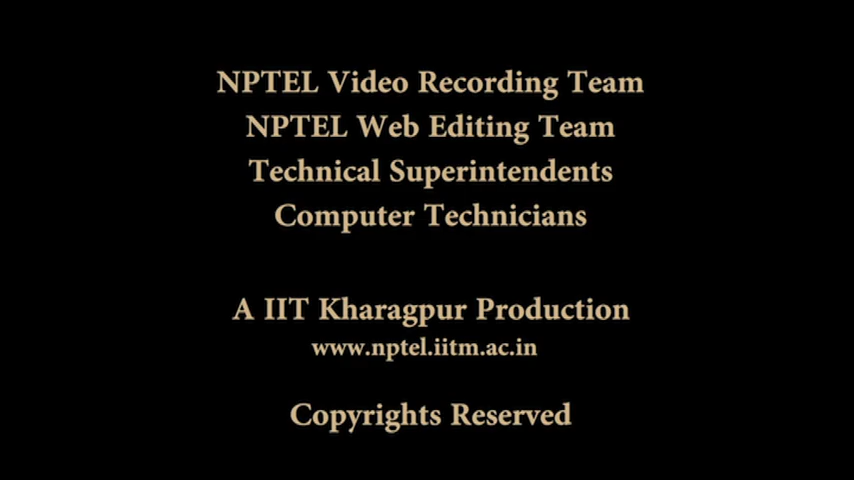 NPTEL Video Recording Team
NPTEL Web Editing Team
Technical Superintendents
Computer Technicians
A IIT Kharagpur Production
www.nptel.iitm.ac.in
Copyrights Reserved